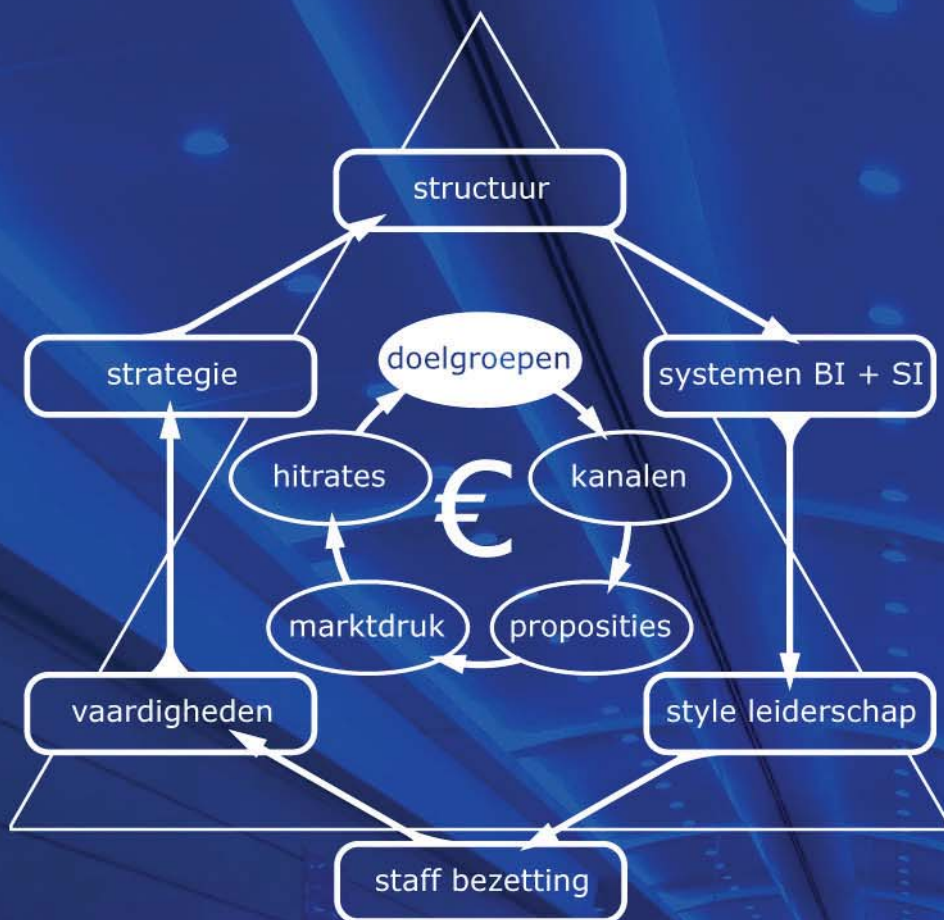 structuur
strategie
doelgroepen
systemen BI + SI
hitrates
€
kanalen
marktdruk
proposities
vaardigheden
style leiderschap
staff bezetting